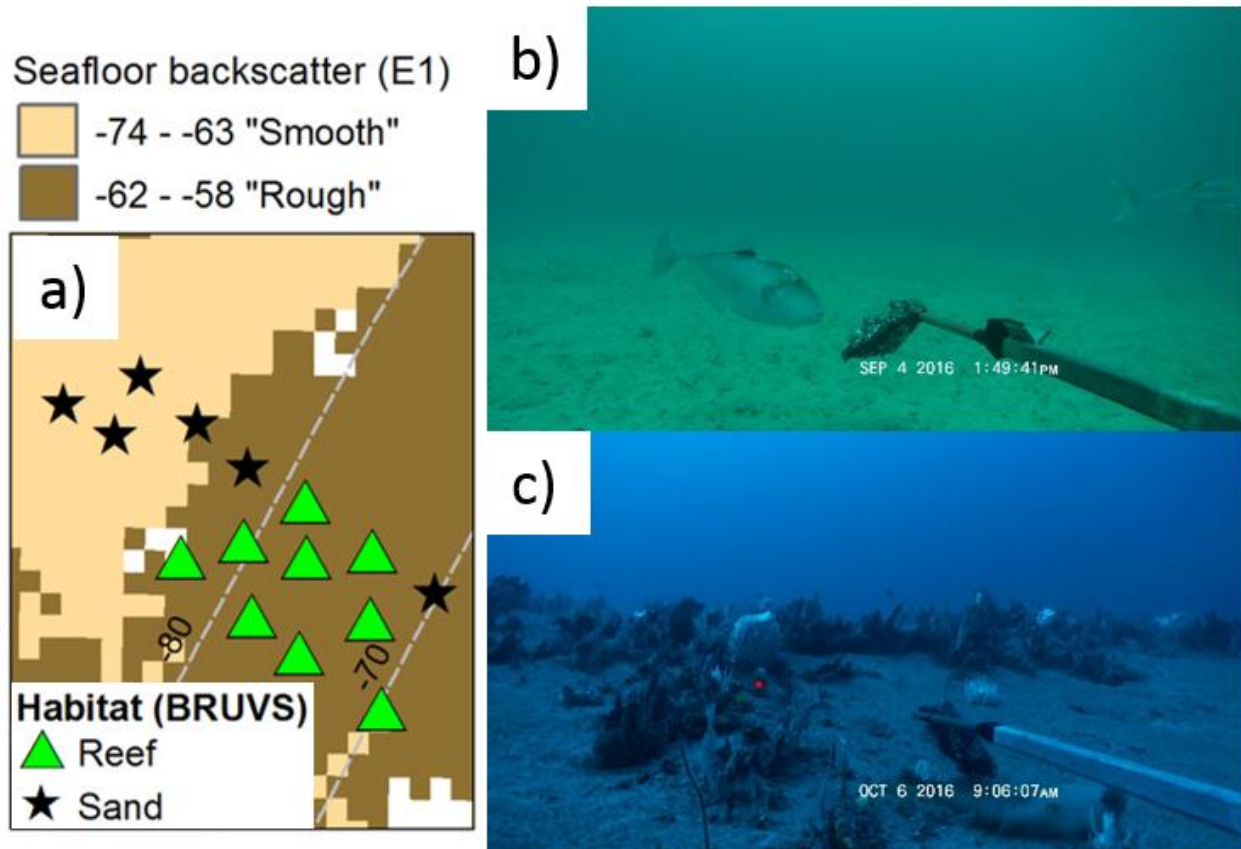 Seafloor backscatter (E1)
-74 - -63 "Smooth"
-62 - -58 "Rough"
a)
-80
-70
Habitat (BRUVS)
Reef
Sand
b)
SEP 4 2016 1:49:41PM
c)
OCT 6 2016 9:06:07AM